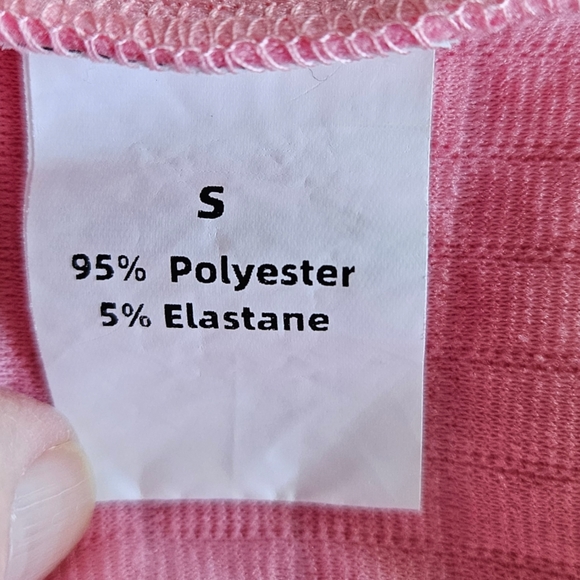 S
95% Polyester
5% Elastane